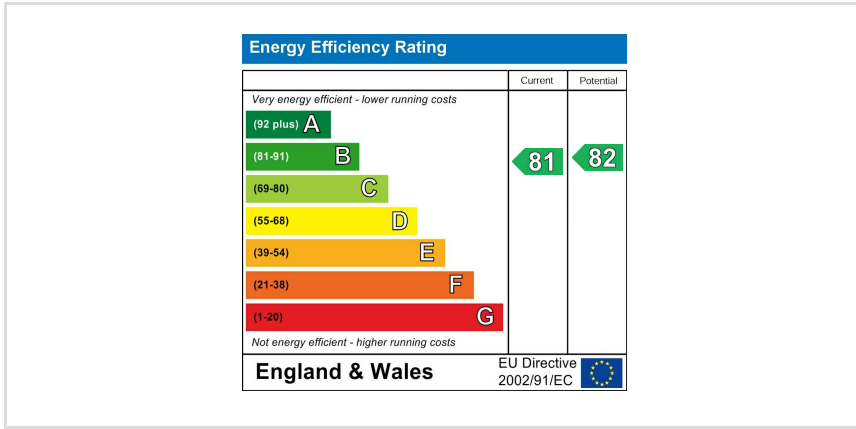 Energy Efficiency Rating
Current Potential
Very energy efficient - lower running costs
(92 plus) A
(81-91) B 81 82
(69-80) C
(55-68) D
(39-54) E
(21-38) F
(1-20) G
Not energy efficient - higher running costs
England & Wales
EU Directive
2002/91/EC